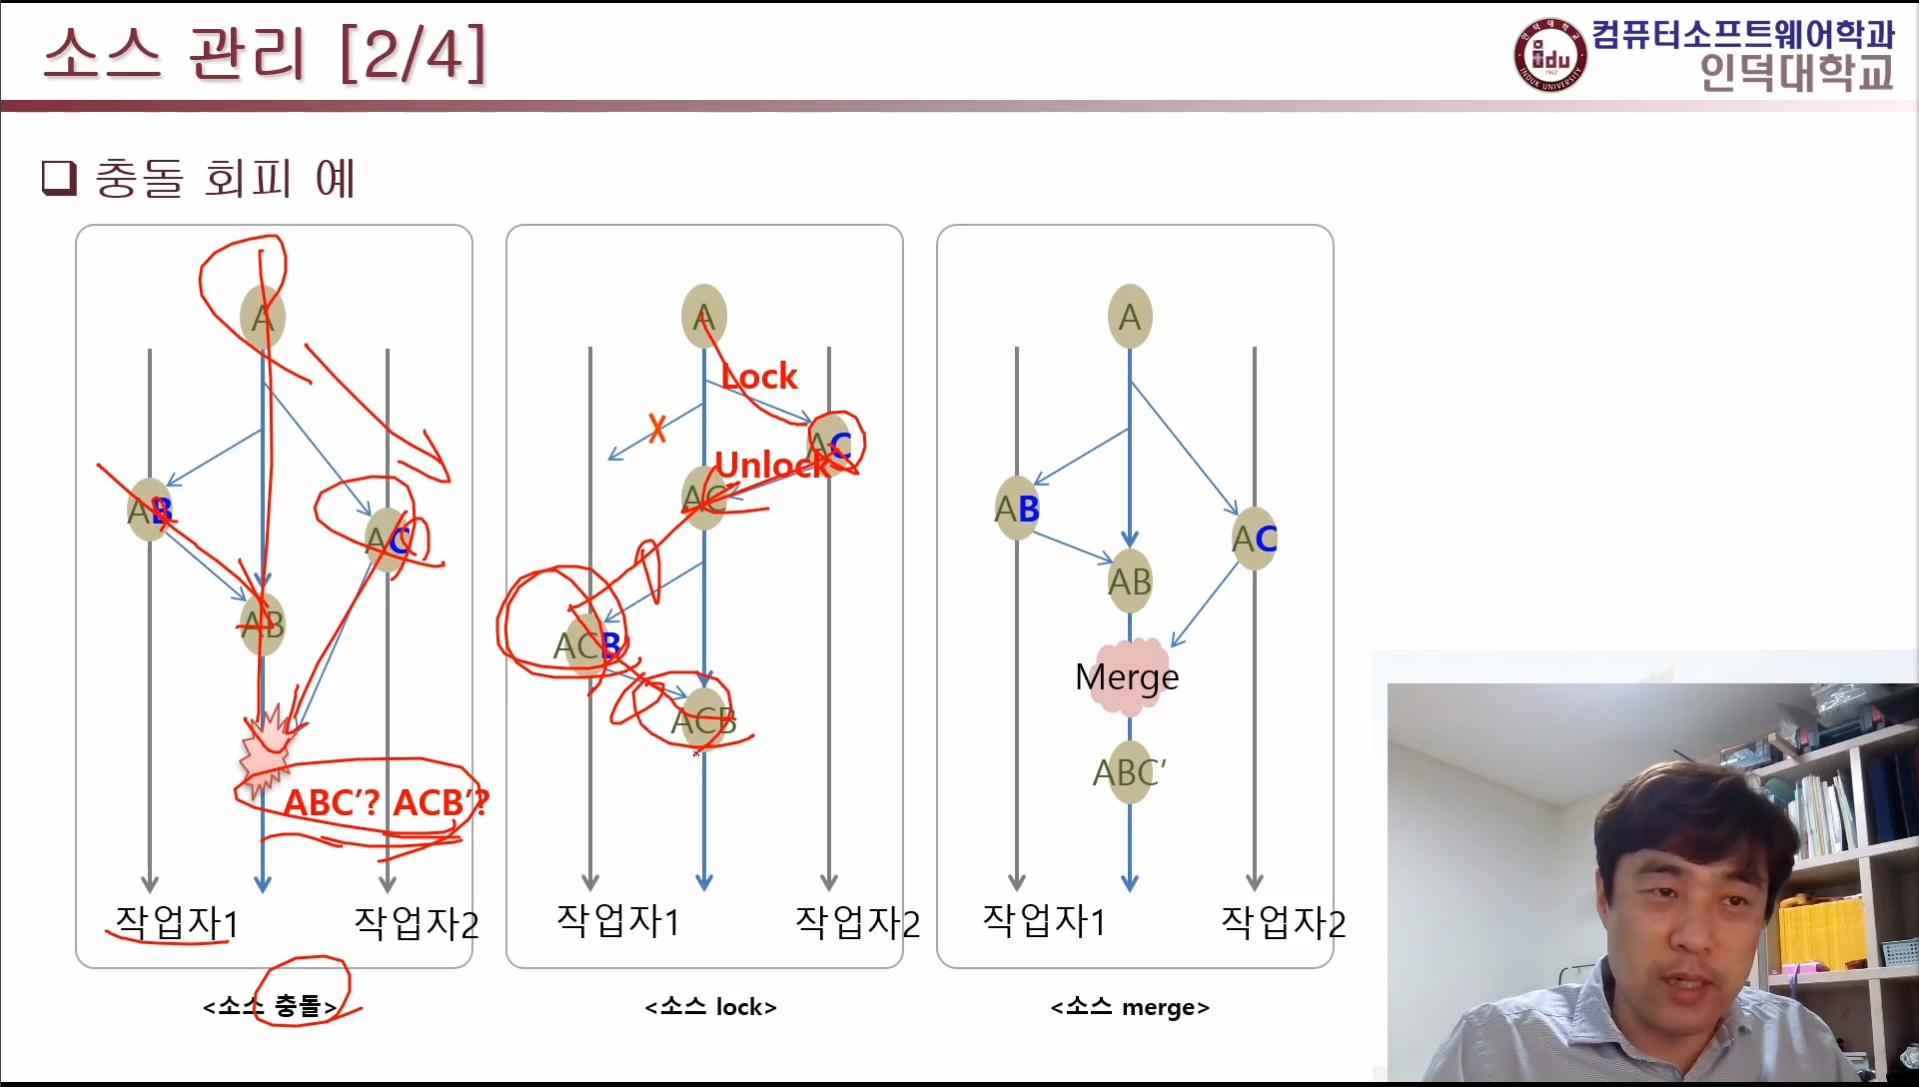 소스 관리 [2/4]
컴퓨터소프트웨어학과
인덕대학교
idu
1962
INDUK UNIVERSITY
❑ 충돌 회피 예
A
AB
AC
AB
ABC'? ACB'?
작업자1
작업자2
<소스 충돌>
A
Lock
X
AC
Unlock
AC
ACB
ACB
작업자1
작업자2
<소스 lock>
A
AB
AC
AB
Merge
ABC'
작업자1
작업자2
<소스 merge>